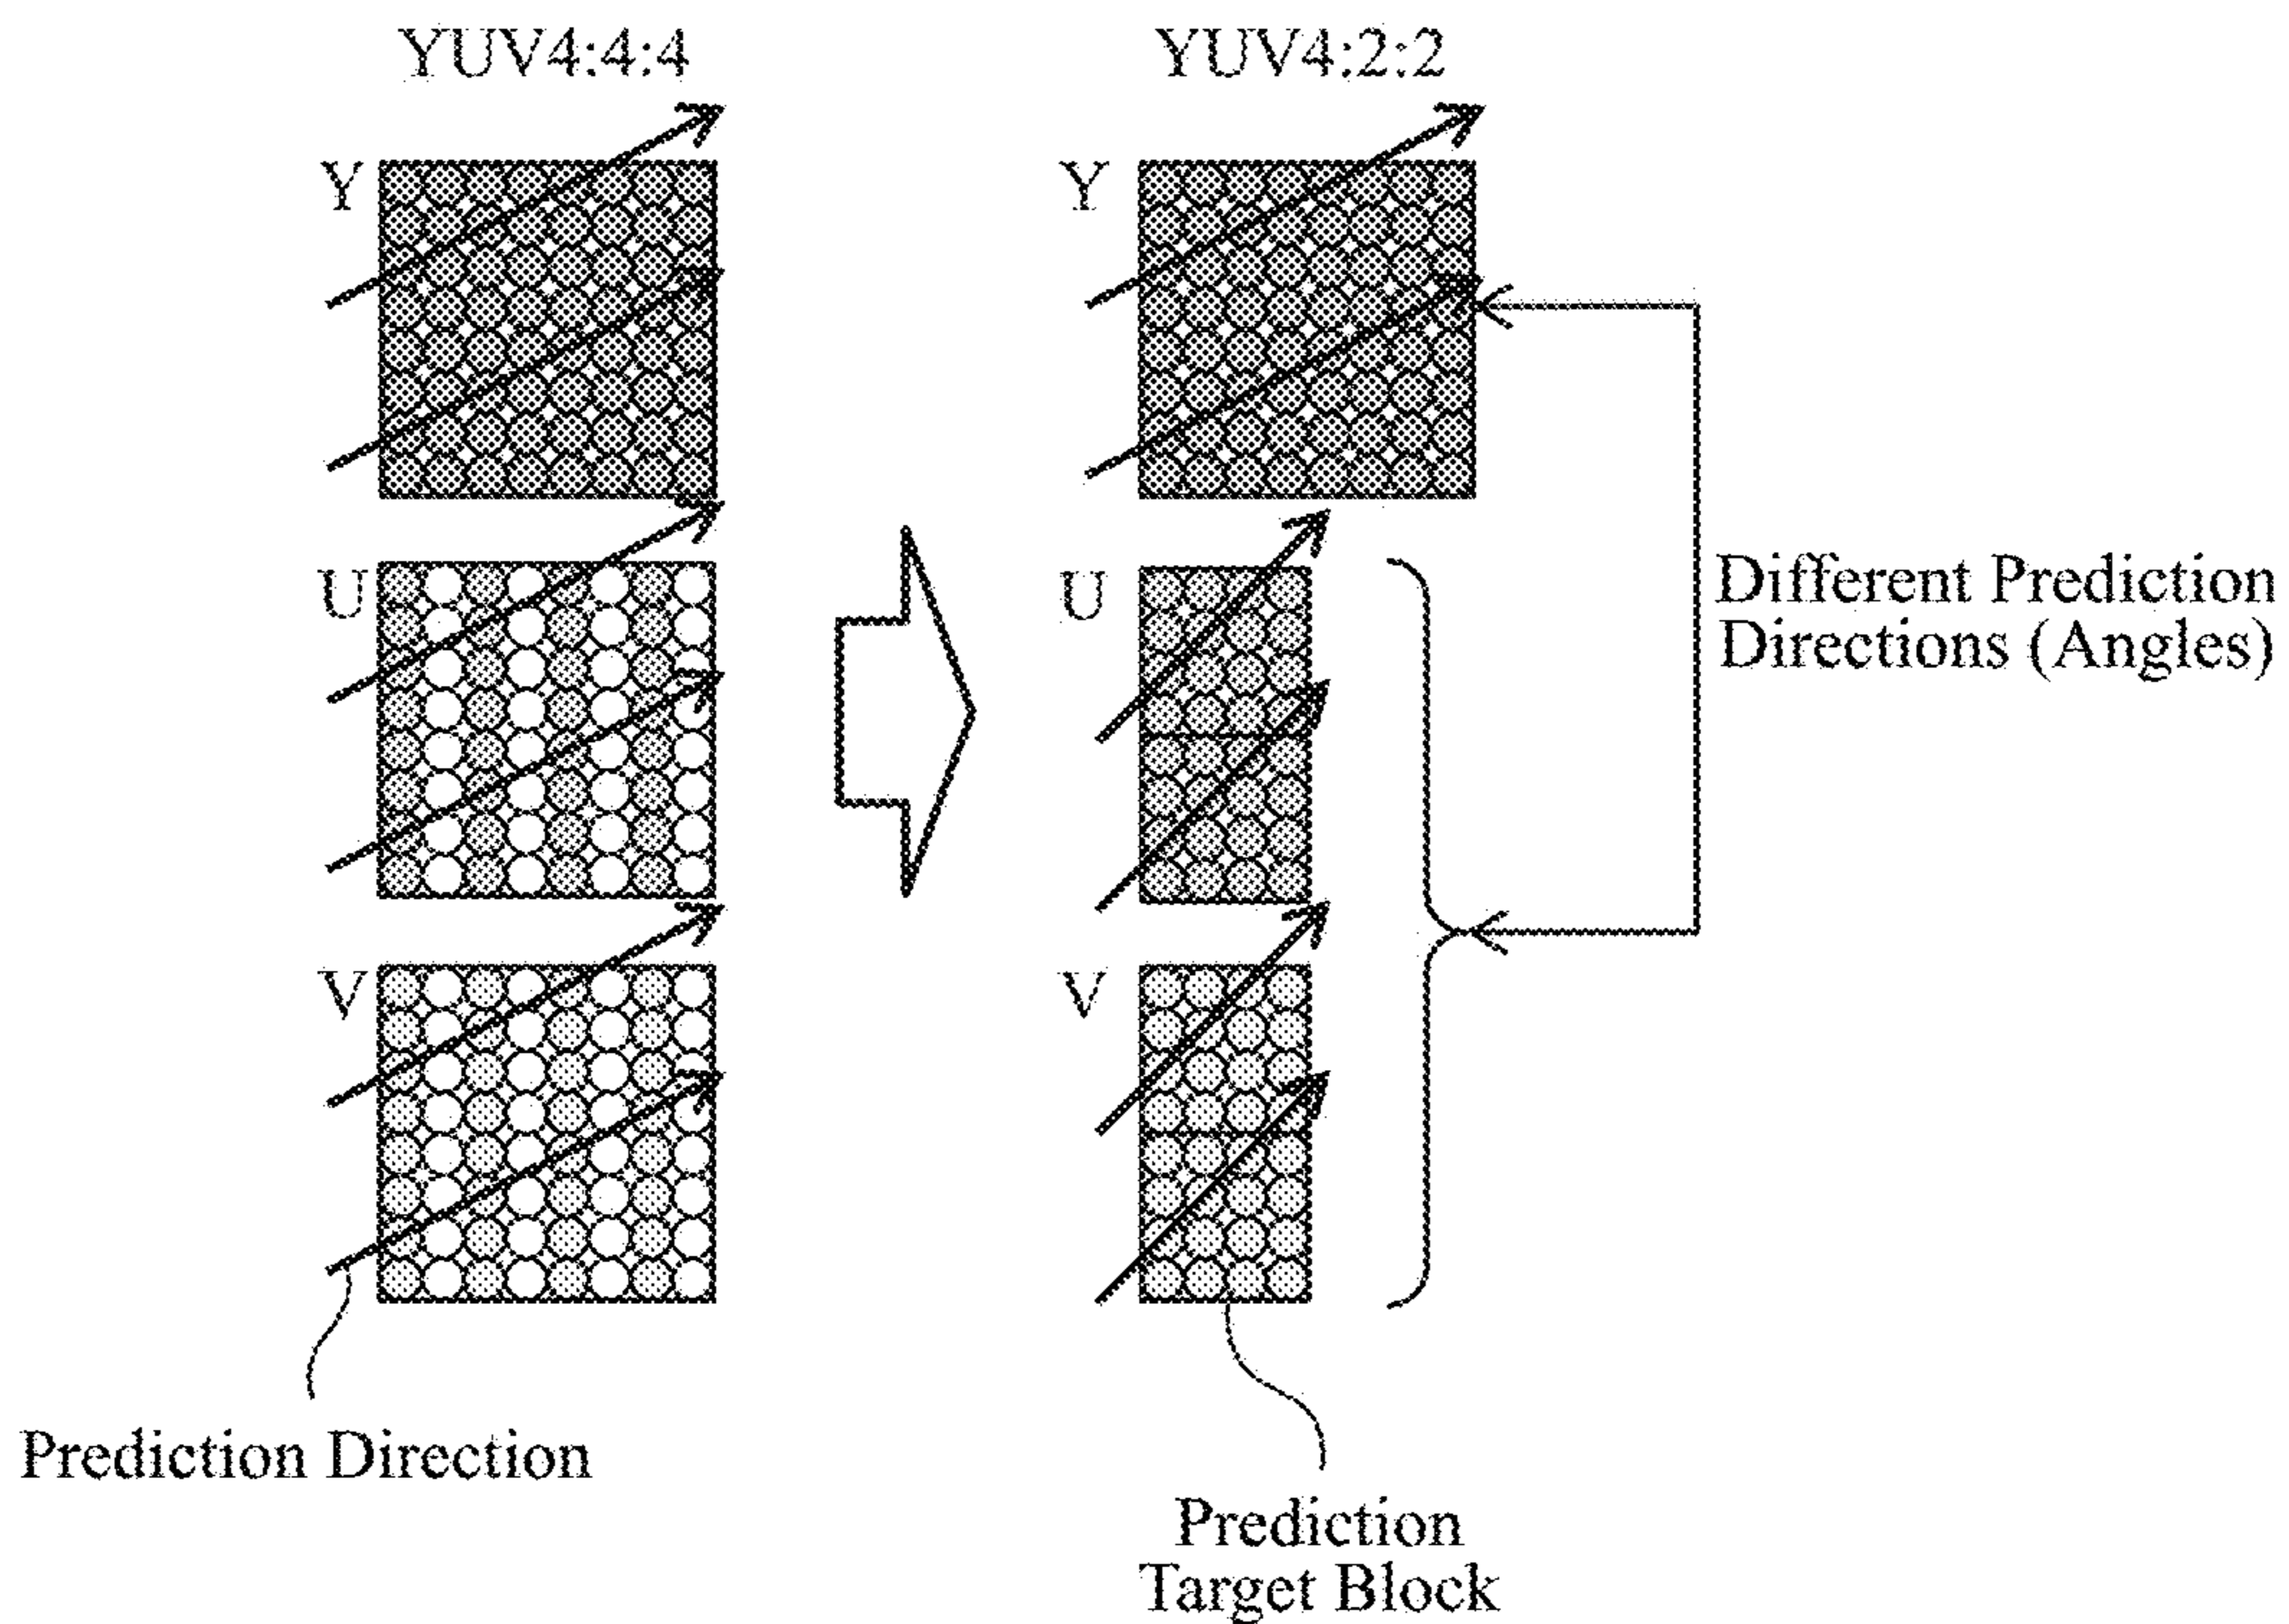 YUV4:4:4
YUV4:2:2
Y
Y
U
U
Different Prediction
Directions (Angles)
V
V
Prediction Direction
Prediction
Target Block